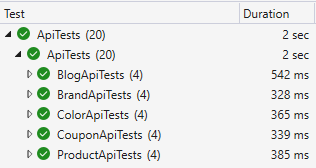 Test Duration
ApiTests (20) 2 sec
ApiTests (20) 2 sec
BlogApiTests (4) 542 ms
BrandApiTests (4) 328 ms
ColorApiTests (4) 365 ms
CouponApiTests (4) 339 ms
ProductApiTests (4) 385 ms